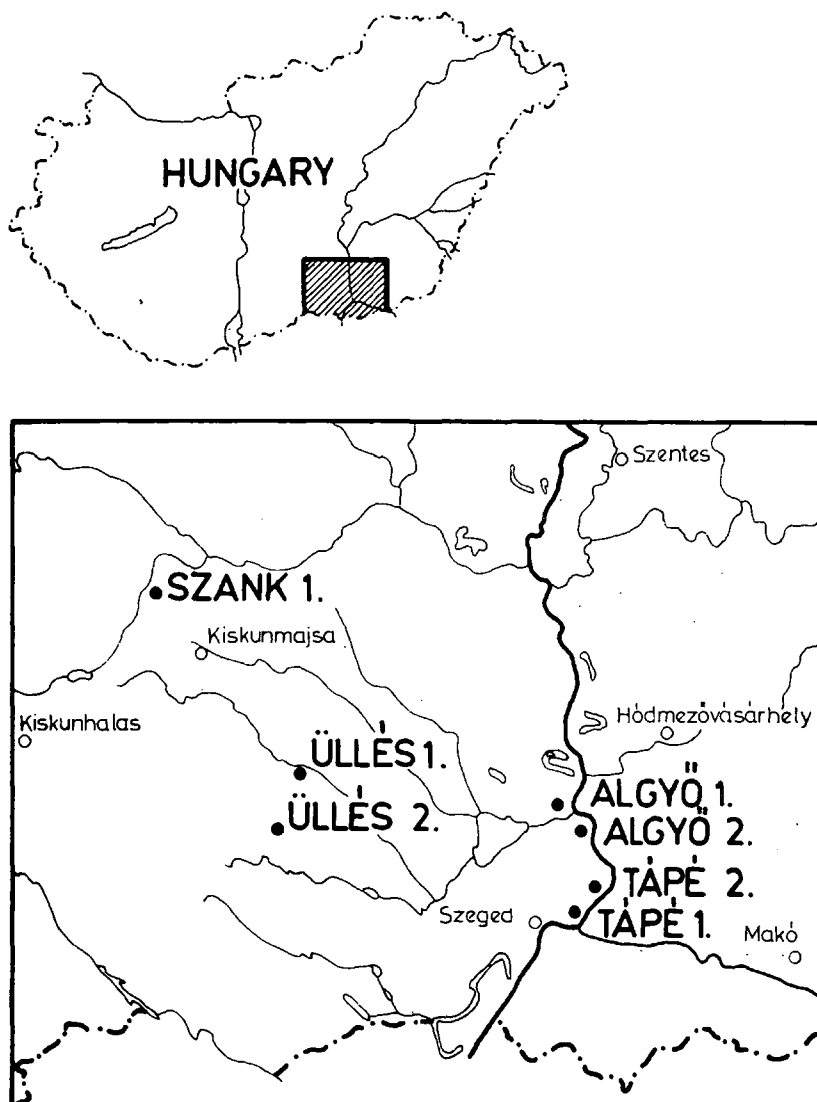 HUNGARY
Szentes
SZANK 1.
Kiskunmajsa
Hódmezővásárhely
Kiskunhalas
ÜLLÉS 1.
ALGYŐ 1.
ÜLLÉS 2.
ALGYŐ 2.
TÁPÉ 2.
Szeged
TÁPÉ 1.
Makó